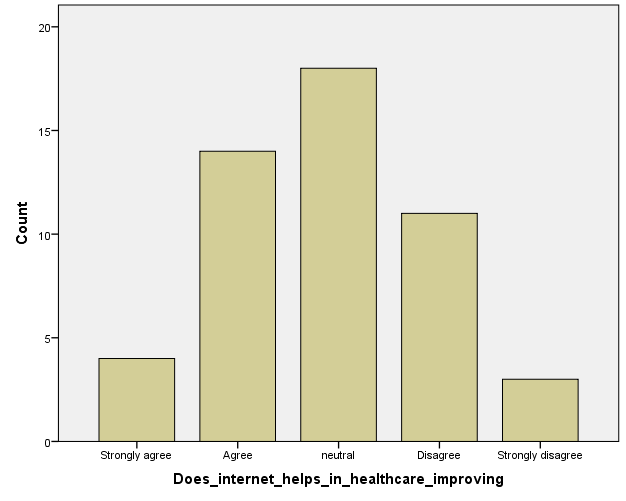 20
15
10
5
0
Count
Strongly agree
Agree
neutral
Disagree
Strongly disagree
Does_internet_helps_in_healthcare_improving